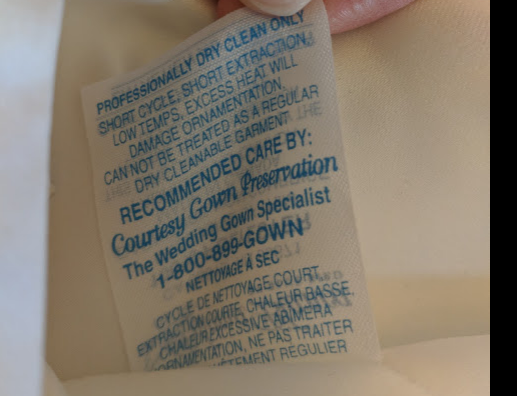 PROFESSIONALLY DRY CLEAN ONLY
SHORT CYCLE, SHORT EXTRACTION,
LOW TEMPS, EXCESS HEAT WILL
DAMAGE ORNAMENTATION,
CAN NOT BE TREATED AS A REGULAR
DRY CLEANABLE GARMENT
RECOMMENDED CARE BY:
Courtesy Gown Preservation
The Wedding Gown Specialist
1-800-899-GOWN
NETTOYAGE À SEC
CYCLE DE NETTOYAGE COURT,
EXTRACTION COURTE, CHALEUR BASSE,
CHALEUR EXCESSIVE ABIMERA
ORNAMENTATION, NE PAS TRAITER
VÊTEMENT REGULIER